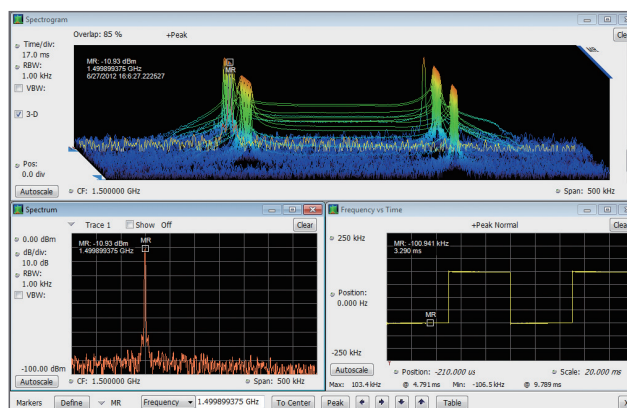 Spectrogram
Overlap: 85 % +Peak Clea
Time/div:
17.0 ms
RBW:
1.00 kHz
VBW:
3-D
Pos:
0.0 div
MR: -10.93 dBm
1.499899375 GHz
6/27/2012 16:6:27.222527
MR
Autoscale CF: 1.500000 GHz Span: 500 kHz
Spectrum
Trace 1 Show Off Clear
0.00 dBm
dB/div:
10.0 dB
RBW:
1.00 kHz
VBW:
-100.00 dBm
MR: -10.93 dBm
1.499899375 GHz
MR
Autoscale CF: 1.500000 GHz Span: 500 kHz
Frequency vs Time
+Peak Normal Clea
250 kHz
Position:
0.000 Hz
-250 kHz
MR: -100.941 kHz
3.290 ms
MR
Autoscale Position: -210.000 us Scale: 20.000 ms
Max: 103.4 kHz @ 4.791 ms Min: -106.5 kHz @ 9.789 ms
Markers Define MR Frequency 1.499899375 GHz To Center Peak Table